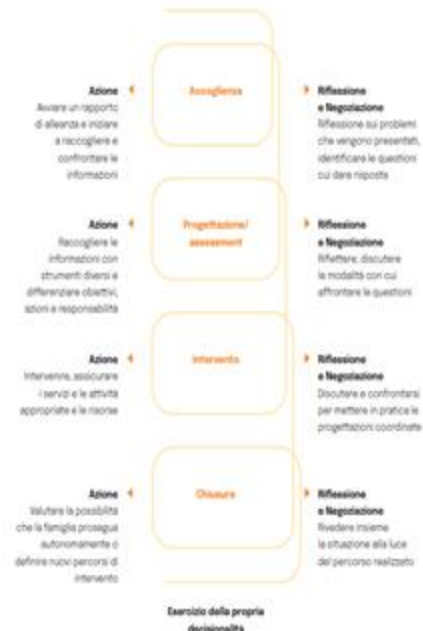 Azione
Avviare un rapporto
di alleanza e iniziare
a raccogliere e
confrontare le
informazioni
Accoglienza
Riflessione
e Negoziazione
Riflessione sui problemi
che vengono presentati,
identificare le questioni
cui dare risposta
Azione
Raccogliere le
informazioni con
strumenti diversi e
differenziare obiettivi,
azioni e responsabilità
Progettazione/
assessment
Riflessione
e Negoziazione
Riflettere, discutere
le modalità con cui
affrontare le questioni
Azione
Intervenire, assicurare
i servizi e le attività
appropriate e le risorse
Intervento
Riflessione
e Negoziazione
Discutere e confrontarsi
per mettere in pratica le
progettazioni coordinate
Azione
Valutare la possibilità
che la famiglia prosegue
autonomamente o
definire nuovi percorsi di
intervento
Chiusura
Riflessione
e Negoziazione
Rivedere insieme
la situazione alla luce
del percorso realizzato
Esercizio della propria
decisionalità